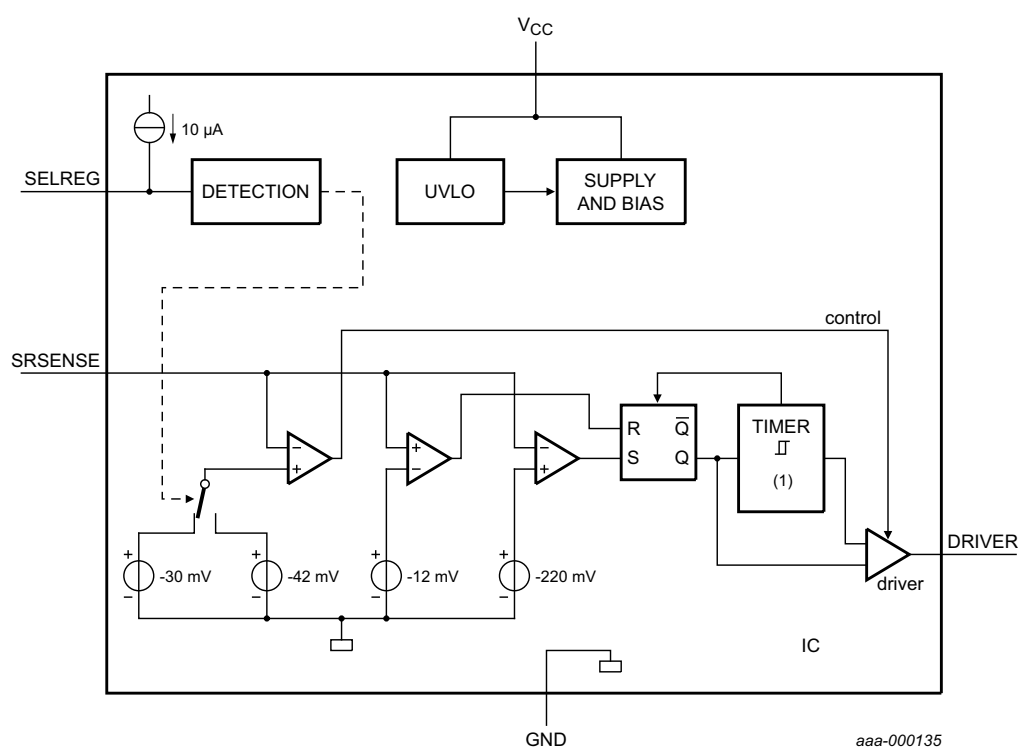 VCC
10 µA
SELREG
DETECTION
UVLO
SUPPLY
AND BIAS
control
SRSENSE
−
+
+
−
−
+
R
Q̅
S
Q
TIMER
(1)
DRIVER
driver
+
-30 mV
−
+
-42 mV
−
+
-12 mV
−
+
-220 mV
−
IC
GND
aaa-000135